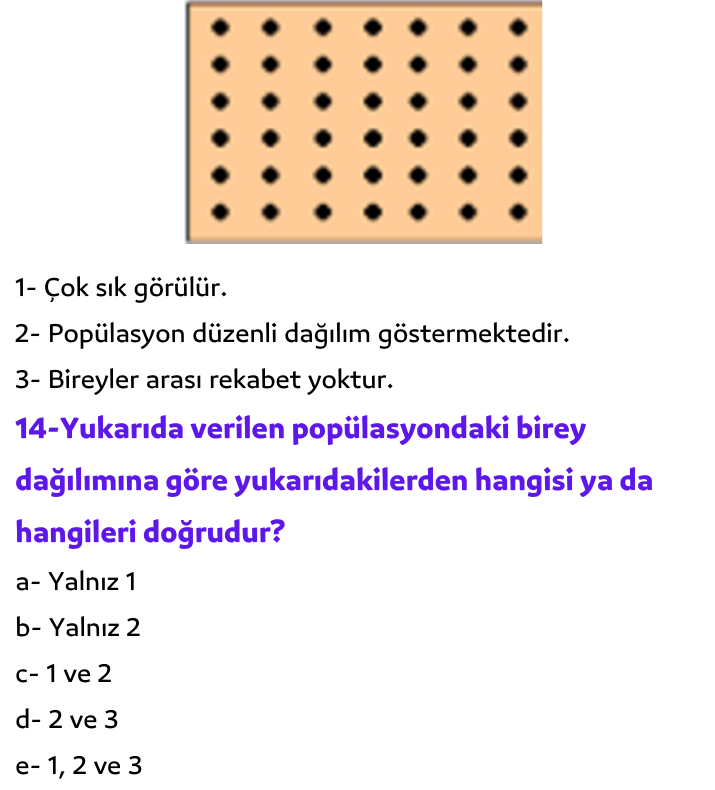 1- Çok sık görülür.
2- Popülasyon düzenli dağılım göstermektedir.
3- Bireyler arası rekabet yoktur.
14-Yukarıda verilen popülasyondaki birey
dağılımına göre yukarıdakilerden hangisi ya da
hangileri doğrudur?
a- Yalnız 1
b- Yalnız 2
c- 1 ve 2
d- 2 ve 3
e- 1, 2 ve 3